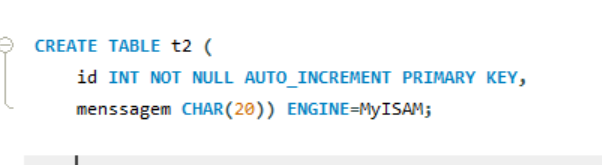 CREATE TABLE t2 (
id INT NOT NULL AUTO_INCREMENT PRIMARY KEY,
menssagem CHAR(20)) ENGINE=MyISAM;